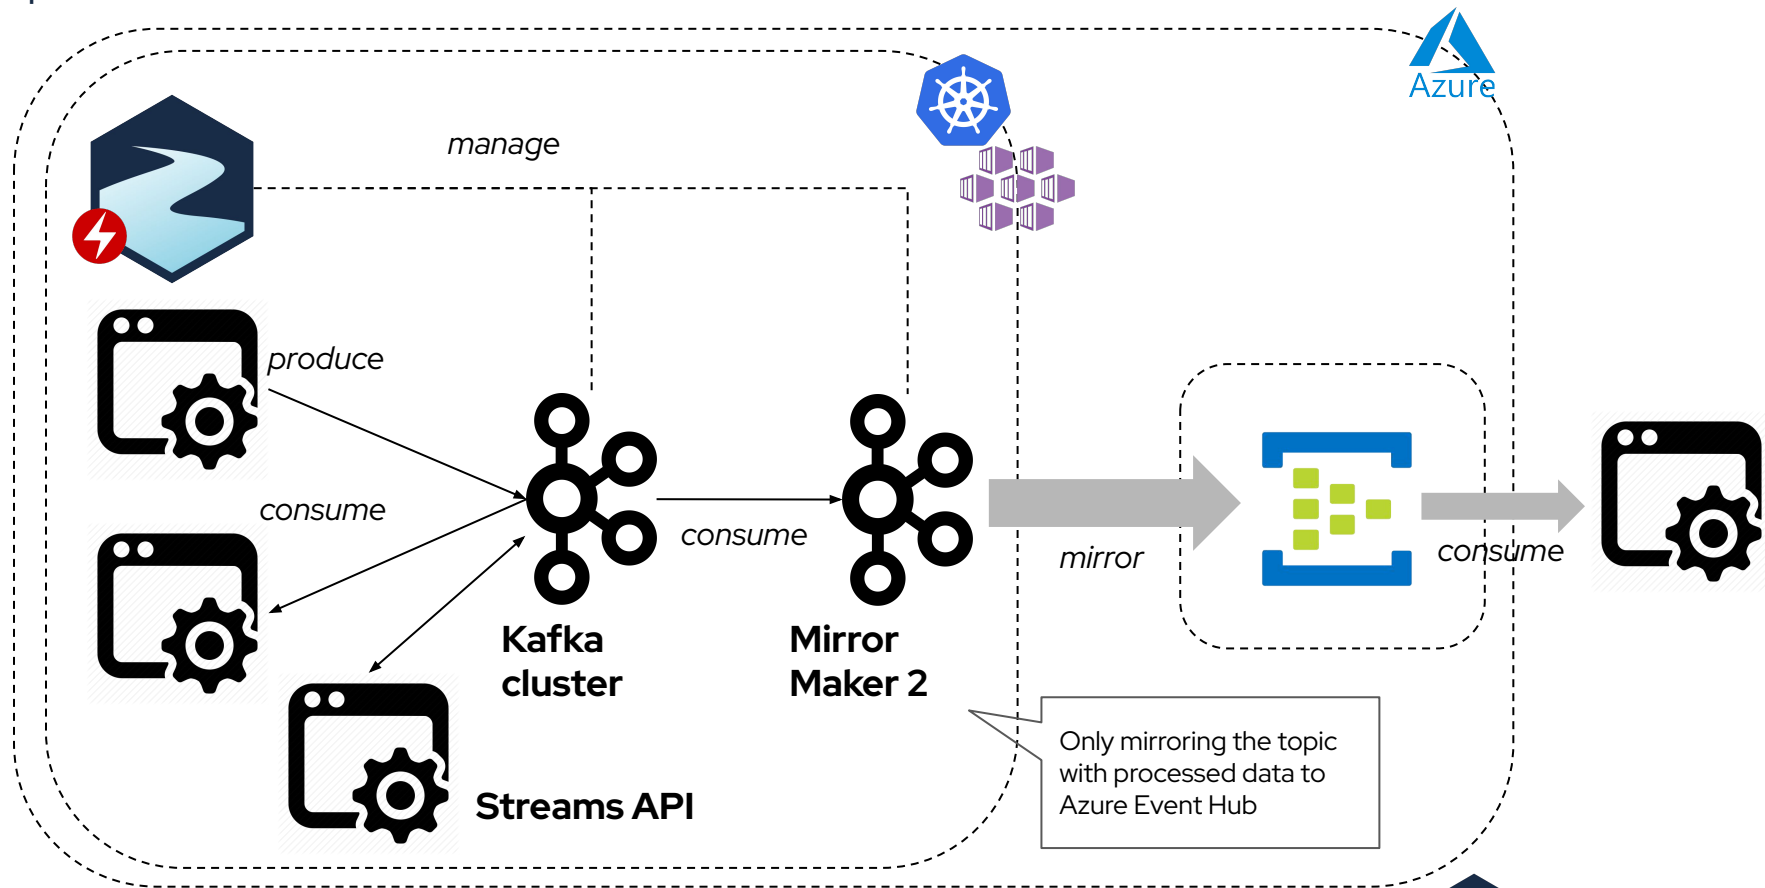 Azure
manage
produce
consume
consume
mirror
consume
Kafka
cluster
Mirror
Maker 2
Only mirroring the topic
with processed data to
Azure Event Hub
Streams API